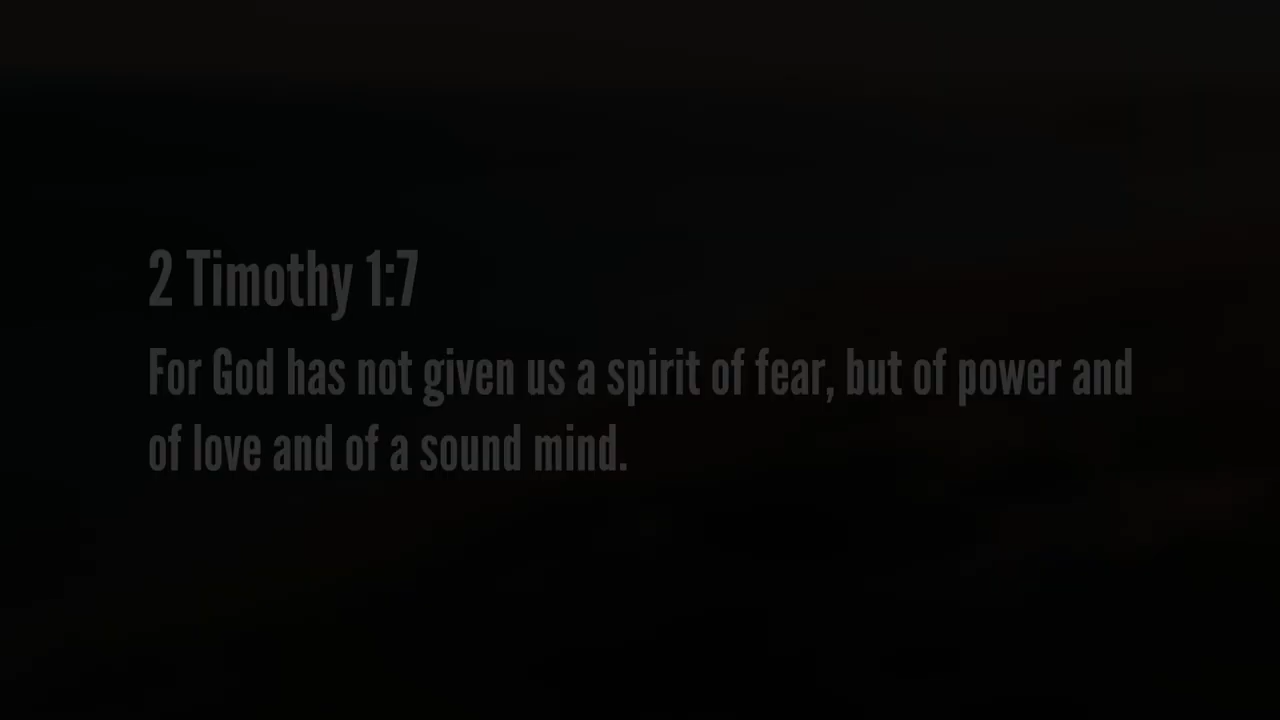 2 Timothy 1:7
For God has not given us a spirit of fear, but of power and
of love and of a sound mind.